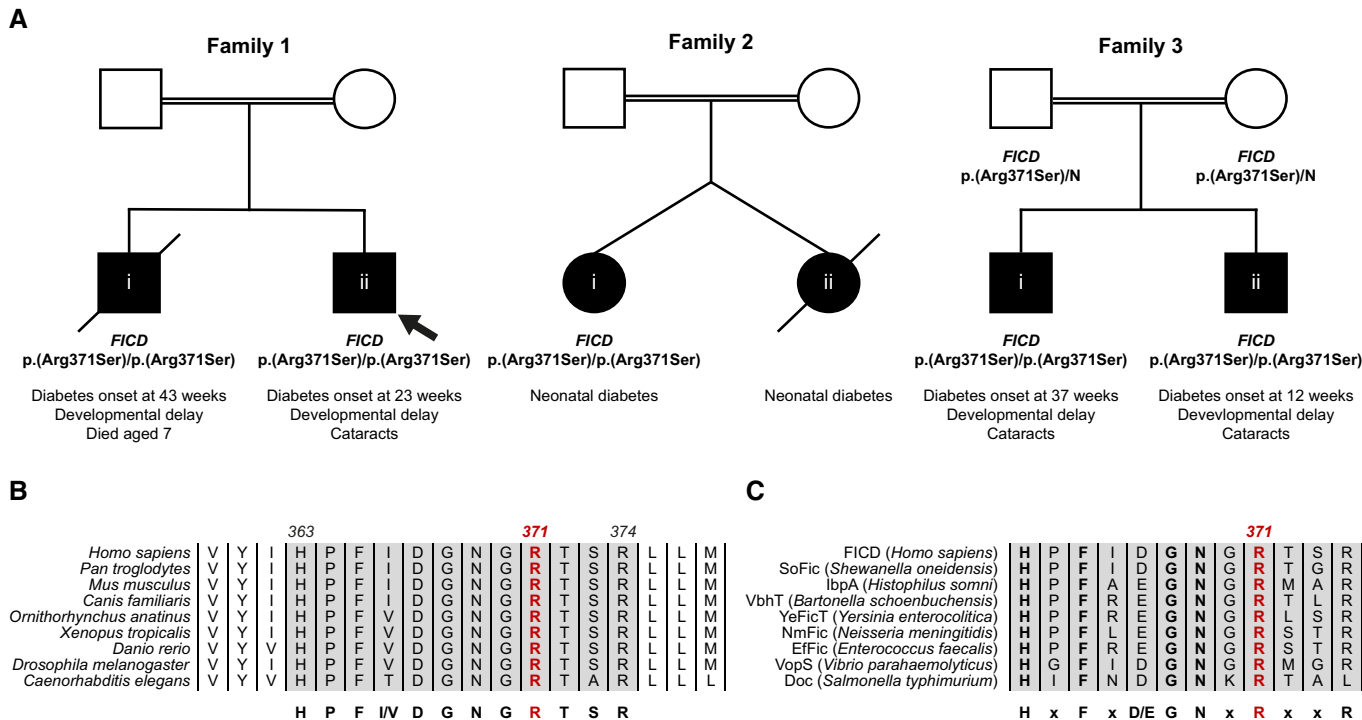 A
Family 1
Family 2
Family 3
FICD
p.(Arg371Ser)/N
FICD
p.(Arg371Ser)/N
i
ii
i
ii
i
ii
FICD
p.(Arg371Ser)/p.(Arg371Ser)
Diabetes onset at 43 weeks
Developmental delay
Died aged 7
FICD
p.(Arg371Ser)/p.(Arg371Ser)
Diabetes onset at 23 weeks
Developmental delay
Cataracts
FICD
p.(Arg371Ser)/p.(Arg371Ser)
Neonatal diabetes
Neonatal diabetes
FICD
p.(Arg371Ser)/p.(Arg371Ser)
Diabetes onset at 37 weeks
Developmental delay
Cataracts
FICD
p.(Arg371Ser)/p.(Arg371Ser)
Diabetes onset at 12 weeks
Devevlopmental delay
Cataracts
B
363 371 374
Homo sapiens V Y I H P F I D G N G R T S R L L M
Pan troglodytes V Y I H P F I D G N G R T S R L L M
Mus musculus V Y I H P F I D G N G R T S R L L M
Canis familiaris V Y I H P F I D G N G R T S R L L M
Ornithorhynchus anatinus V Y I H P F V D G N G R T S R L L M
Xenopus tropicalis V Y I H P F V D G N G R T S R L L M
Danio rerio V Y V H P F V D G N G R T S R L L M
Drosophila melanogaster V Y I H P F V D G N G R T S R L L M
Caenorhabditis elegans V Y V H P F T D G N G R T A R L L L
H P F I/V D G N G R T S R
C
371
FICD (Homo sapiens) H P F I D G N G R T S R
SoFic (Shewanella oneidensis) H P F I D G N G R T G R
IbpA (Histophilus somni) H P F A E G N G R M A R
VbhT (Bartonella schoenbuchensis) H P F R E G N G R T L R
YeFicT (Yersinia enterocolitica) H P F R E G N G R L S R
NmFic (Neisseria meningitidis) H P F L E G N G R S T R
EfFic (Enterococcus faecalis) H P F R E G N G R S T R
VopS (Vibrio parahaemolyticus) H G F I D G N G R M G R
Doc (Salmonella typhimurium) H I F N D G N K R T A L
H x F x D/E G N x R x x R